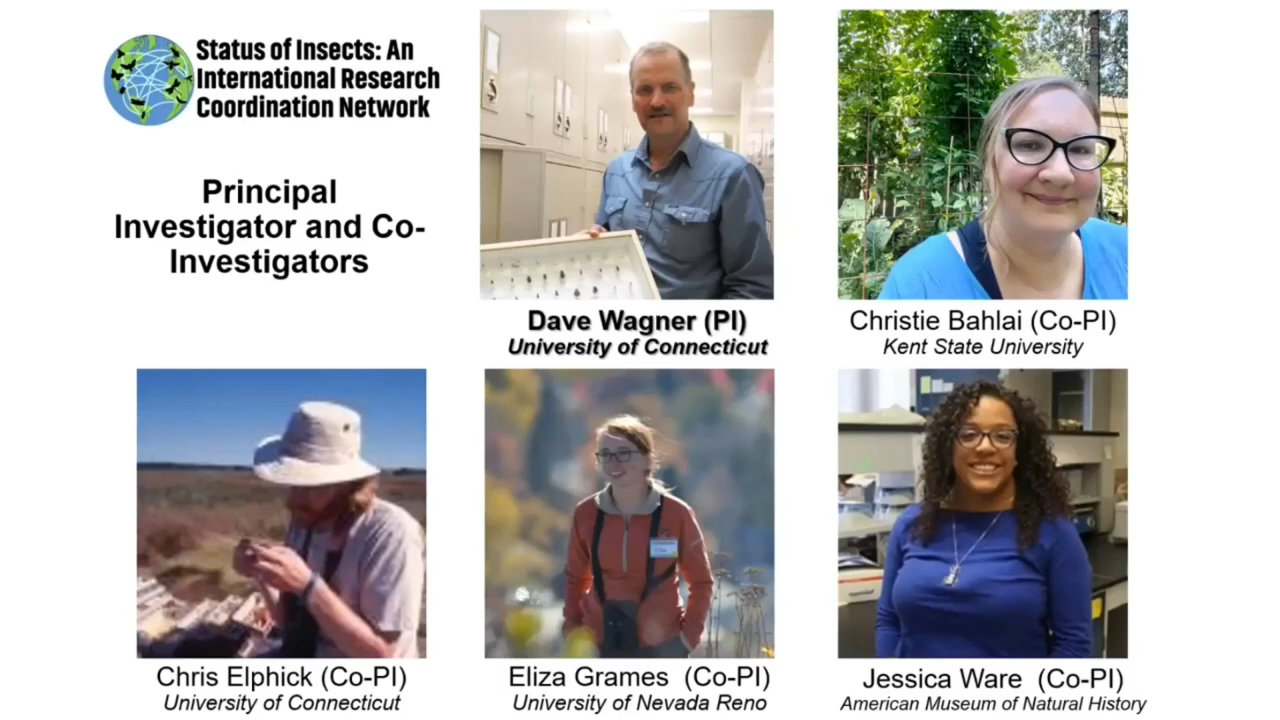 Status of Insects: An
International Research
Coordination Network
Principal
Investigator and Co-
Investigators
Dave Wagner (PI)
University of Connecticut
Christie Bahlai (Co-PI)
Kent State University
Chris Elphick (Co-PI)
University of Connecticut
Eliza Grames (Co-PI)
University of Nevada Reno
Jessica Ware (Co-PI)
American Museum of Natural History